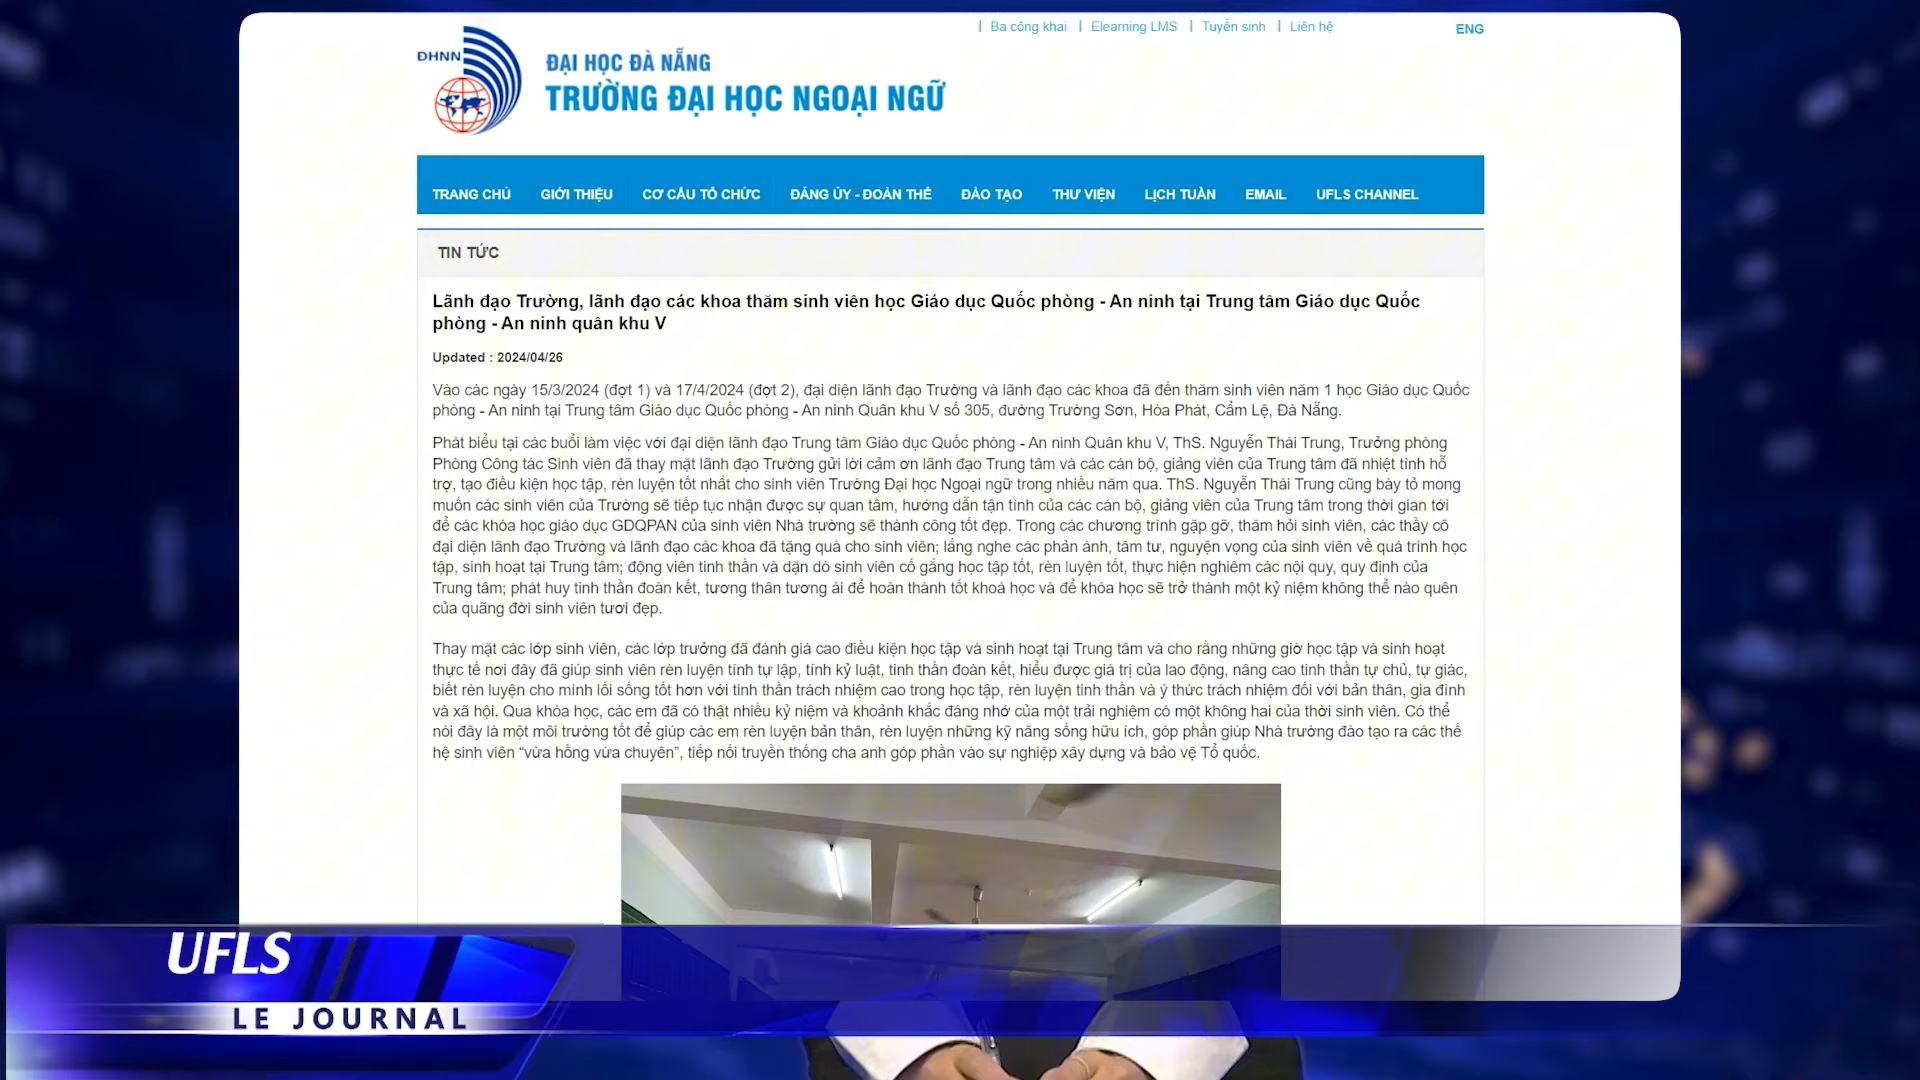 | Ba công khai | Elearning LMS | Tuyển sinh | Liên hệ
ENG
ĐHNN
ĐẠI HỌC ĐÀ NẴNG
TRƯỜNG ĐẠI HỌC NGOẠI NGỮ
TRANG CHỦ GIỚI THIỆU CƠ CẤU TỔ CHỨC ĐẢNG ỦY - ĐOÀN THỂ ĐÀO TẠO THƯ VIỆN LỊCH TUẦN EMAIL UFLS CHANNEL
TIN TỨC
Lãnh đạo Trường, lãnh đạo các khoa thăm sinh viên học Giáo dục Quốc phòng - An ninh tại Trung tâm Giáo dục Quốc
phòng - An ninh quân khu V
Updated : 2024/04/26
Vào các ngày 15/3/2024 (đợt 1) và 17/4/2024 (đợt 2), đại diện lãnh đạo Trường và lãnh đạo các khoa đã đến thăm sinh viên năm 1 học Giáo dục Quốc
phòng - An ninh tại Trung tâm Giáo dục Quốc phòng - An ninh Quân khu V số 305, đường Trường Sơn, Hòa Phát, Cẩm Lệ, Đà Nẵng.
Phát biểu tại các buổi làm việc với đại diện lãnh đạo Trung tâm Giáo dục Quốc phòng - An ninh Quân khu V, ThS. Nguyễn Thái Trung, Trưởng phòng
Phòng Công tác Sinh viên đã thay mặt lãnh đạo Trường gửi lời cảm ơn lãnh đạo Trung tâm và các cán bộ, giảng viên của Trung tâm đã nhiệt tình hỗ
trợ, tạo điều kiện học tập, rèn luyện tốt nhất cho sinh viên Trường Đại học Ngoại ngữ trong nhiều năm qua. ThS. Nguyễn Thái Trung cũng bày tỏ mong
muốn các sinh viên của Trường sẽ tiếp tục nhận được sự quan tâm, hướng dẫn tận tình của các cán bộ, giảng viên của Trung tâm trong thời gian tới
để các khóa học giáo dục GDQPAN của sinh viên Nhà trường sẽ thành công tốt đẹp. Trong các chương trình gặp gỡ, thăm hỏi sinh viên, các thầy cô
đại diện lãnh đạo Trường và lãnh đạo các khoa đã tặng quà cho sinh viên; lắng nghe các phản ánh, tâm tư, nguyện vọng của sinh viên về quá trình học
tập, sinh hoạt tại Trung tâm; động viên tinh thần và dặn dò sinh viên cố gắng học tập tốt, rèn luyện tốt, thực hiện nghiêm các nội quy, quy định của
Trung tâm; phát huy tinh thần đoàn kết, tương thân tương ái để hoàn thành tốt khoá học và để khóa học sẽ trở thành một kỷ niệm không thể nào quên
của quãng đời sinh viên tươi đẹp.
Thay mặt các lớp sinh viên, các lớp trưởng đã đánh giá cao điều kiện học tập và sinh hoạt tại Trung tâm và cho rằng những giờ học tập và sinh hoạt
thực tế nơi đây đã giúp sinh viên rèn luyện tính tự lập, tính kỷ luật, tinh thần đoàn kết, hiểu được giá trị của lao động, nâng cao tinh thần tự chủ, tự giác,
biết rèn luyện cho mình lối sống tốt hơn với tinh thần trách nhiệm cao trong học tập, rèn luyện tinh thần và ý thức trách nhiệm đối với bản thân, gia đình
và xã hội. Qua khóa học, các em đã có thật nhiều kỷ niệm và khoảnh khắc đáng nhớ của một trải nghiệm có một không hai của thời sinh viên. Có thể
nói đây là một môi trường tốt để giúp các em rèn luyện bản thân, rèn luyện những kỹ năng sống hữu ích, góp phần giúp Nhà trường đào tạo ra các thế
hệ sinh viên “vừa hồng vừa chuyên”, tiếp nối truyền thống cha anh góp phần vào sự nghiệp xây dựng và bảo vệ Tổ quốc.
UFLS
LE JOURNAL